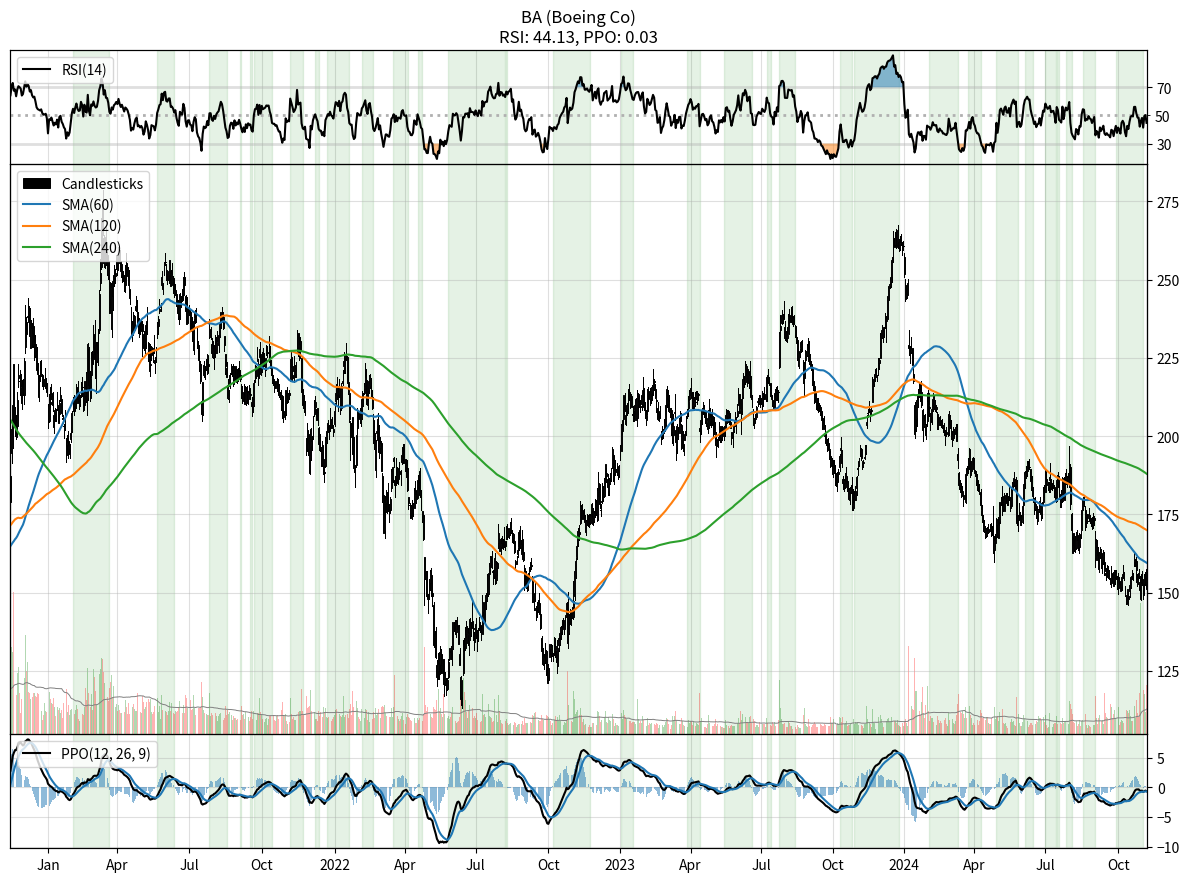 BA (Boeing Co)
RSI: 44.13, PPO: 0.03
RSI(14)
70
50
30
Candlesticks
SMA(60)
SMA(120)
SMA(240)
275
250
225
200
175
150
125
PPO(12, 26, 9)
5
0
−5
−10
Jan Apr Jul Oct 2022 Apr Jul Oct 2023 Apr Jul Oct 2024 Apr Jul Oct